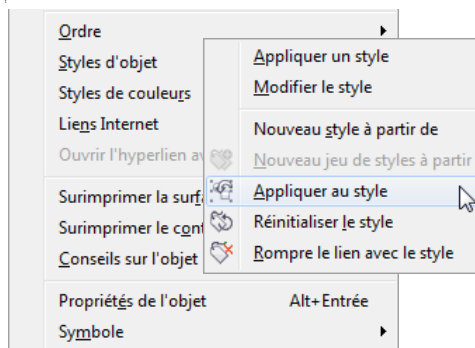 Ordre
Styles d'objet
Styles de couleurs
Liens Internet
Ouvrir l'hyperlien
Surimprimer la
Surimprimer le
Conseils sur l'objet
Propriétés de l'objet Alt+Entrée
Symbole
Appliquer un style
Modifier le style
Nouveau style à partir de
Nouveau jeu de styles à partir
Appliquer au style
Réinitialiser le style
Rompre le lien avec le style